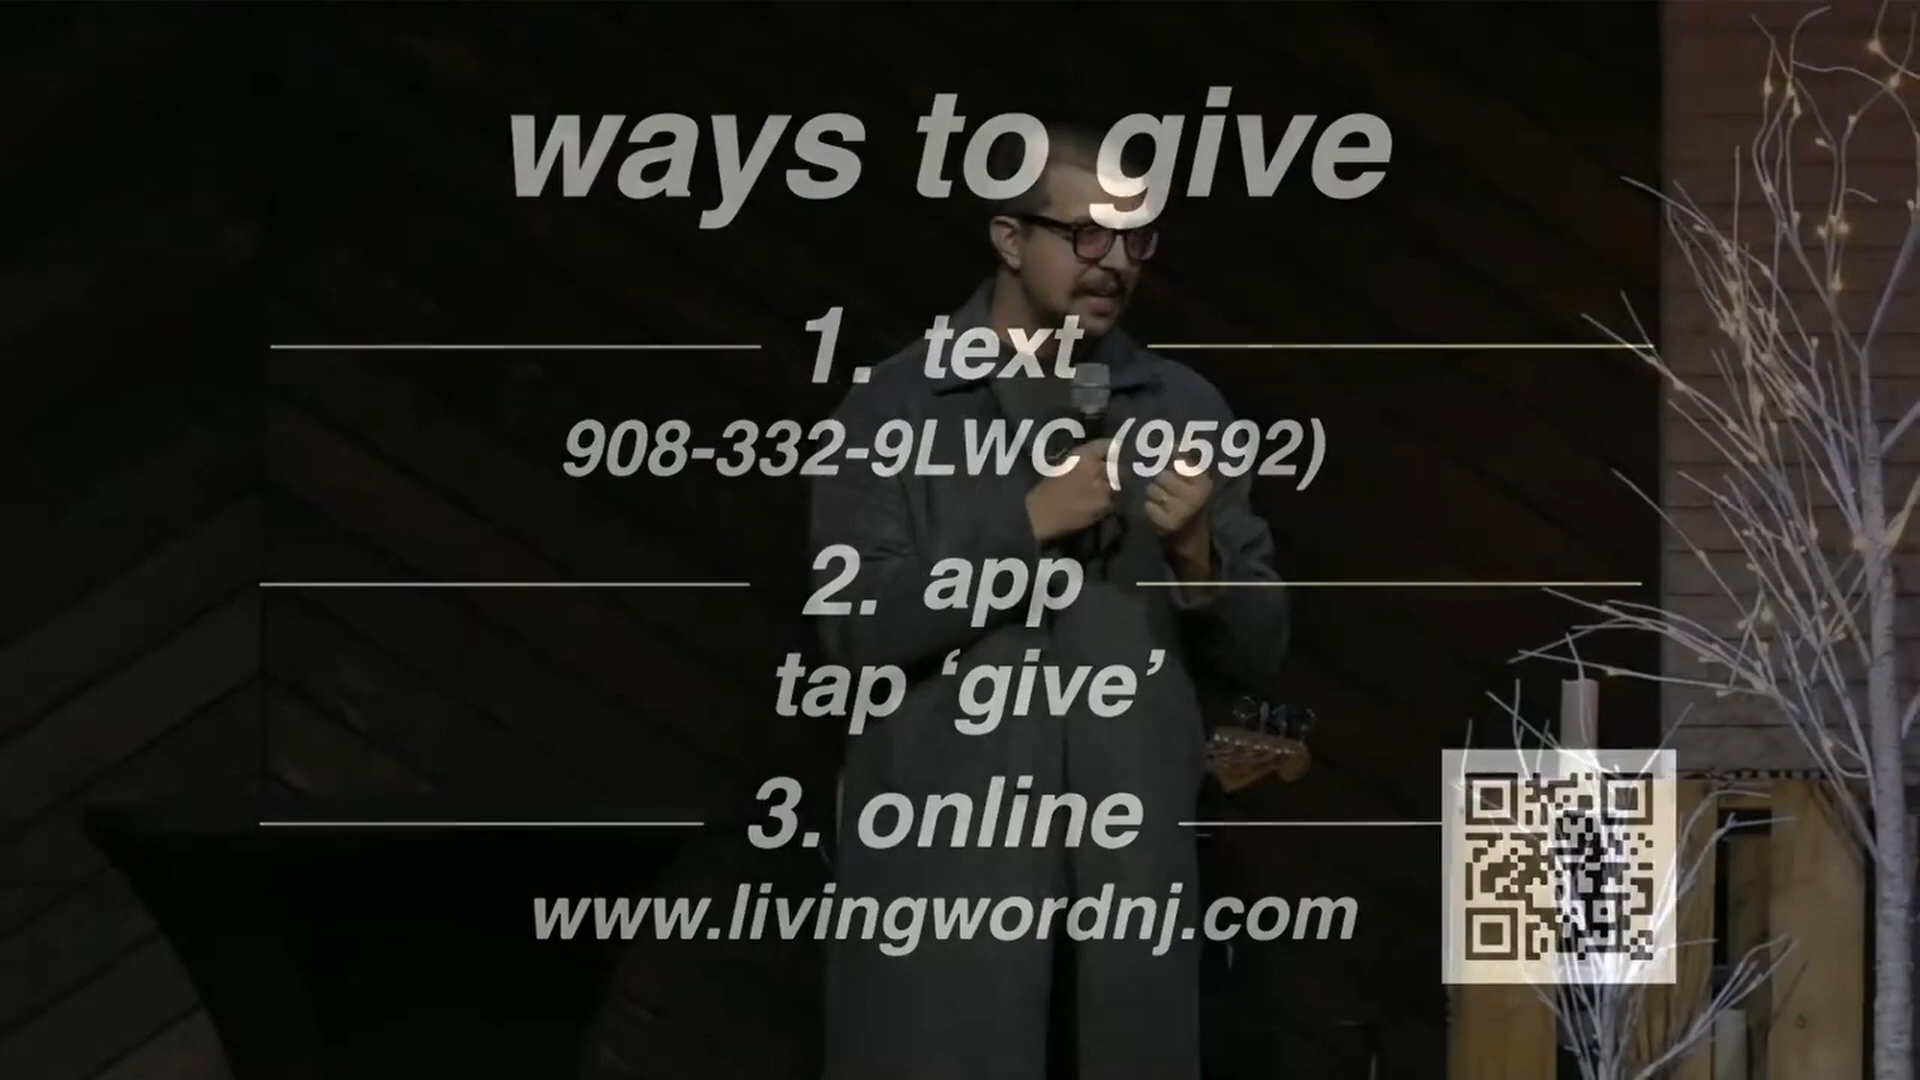 ways to give
1. text
908-332-9LWC (9592)
2. app
tap ‘give’
3. online
www.livingwordnj.com